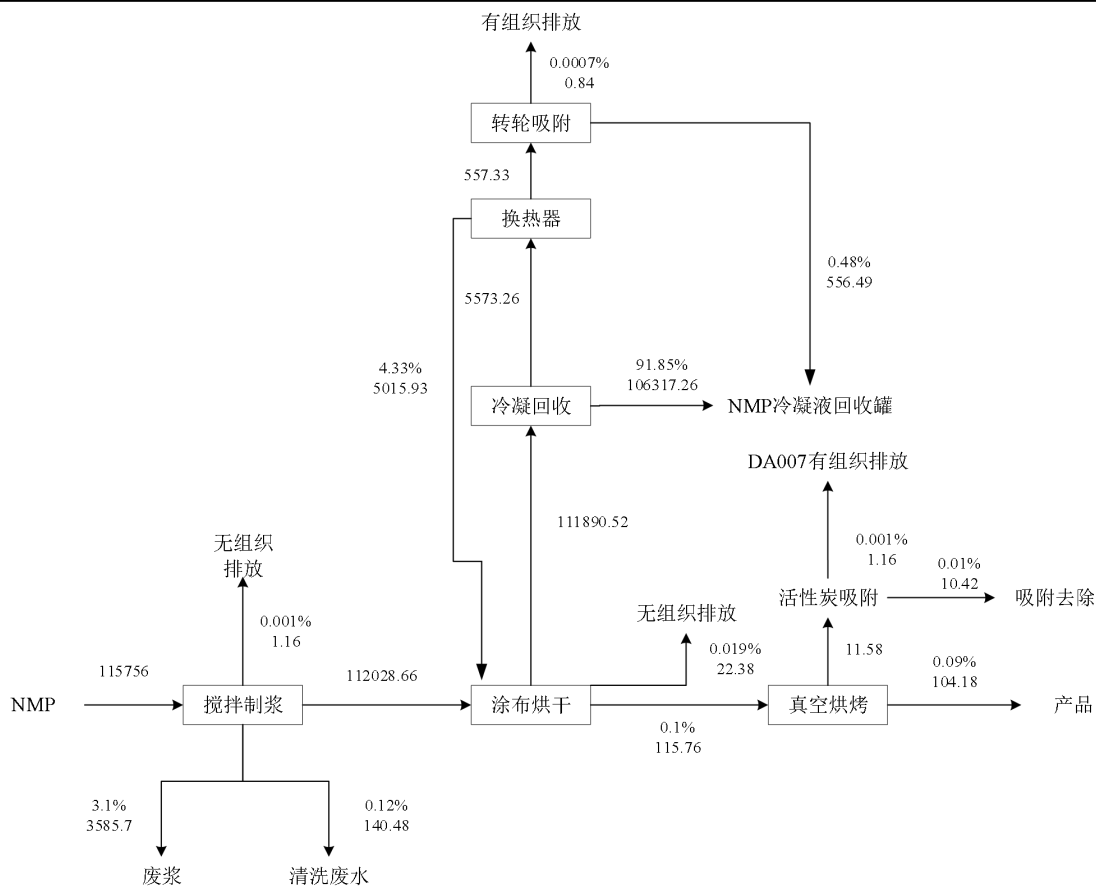 有组织排放
0.0007%
0.84
转轮吸附
557.33
换热器
0.48%
556.49
5573.26
4.33%
5015.93
91.85%
106317.26
冷凝回收
NMP冷凝液回收罐
DA007有组织排放
111890.52
无组织
排放
0.001%
1.16
0.01%
10.42
活性炭吸附
吸附去除
无组织排放
0.001%
1.16
0.019%
22.38
11.58
0.09%
104.18
115756
112028.66
NMP
搅拌制浆
涂布烘干
真空烘烤
产品
0.1%
115.76
3.1%
3585.7
0.12%
140.48
废浆
清洗废水